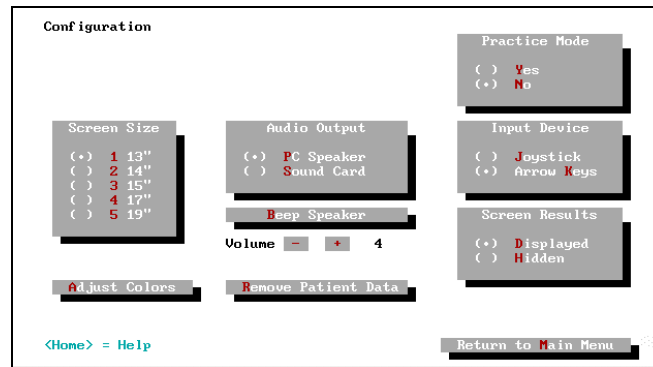 Configuration
Practice Mode
( ) Yes
(•) No
Screen Size
(•) 1 13"
( ) 2 14"
( ) 3 15"
( ) 4 17"
( ) 5 19"
Audio Output
(•) PC Speaker
( ) Sound Card
Input Device
( ) Joystick
(•) Arrow Keys
Beep Speaker
Volume - + 4
Screen Results
(•) Displayed
( ) Hidden
Adjust Colors
Remove Patient Data
<Home> = Help
Return to Main Menu